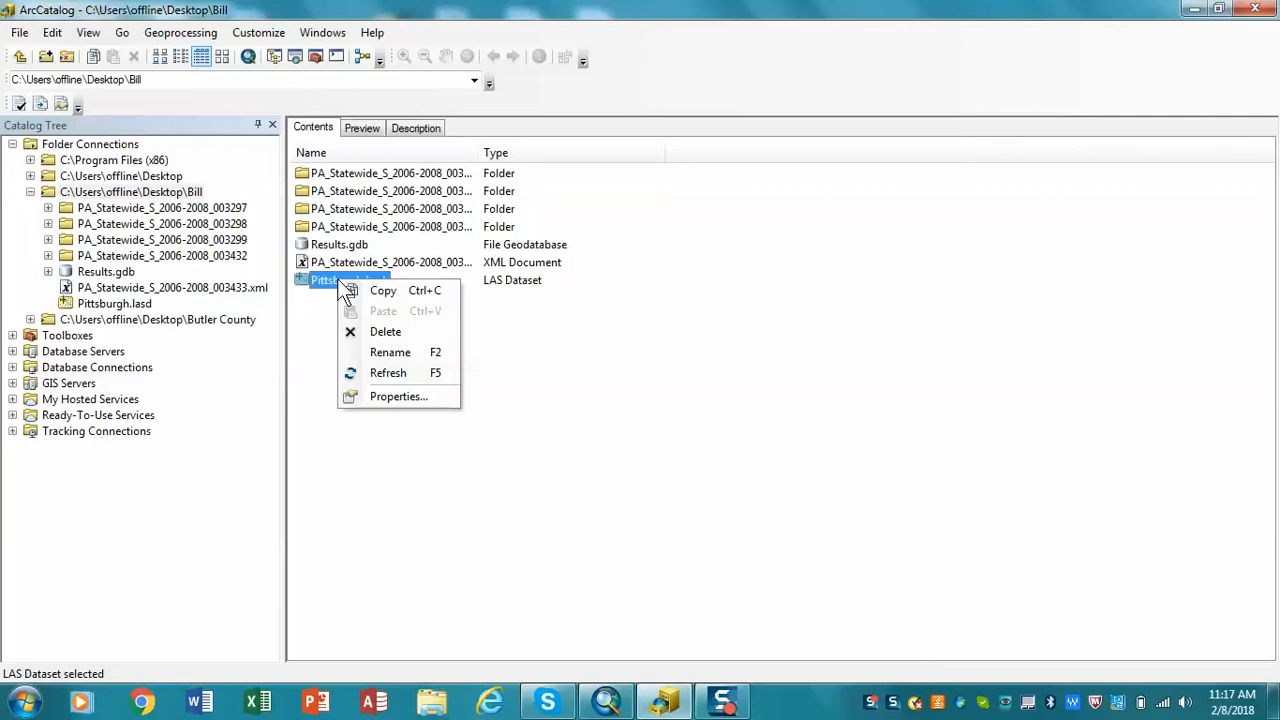 ArcCatalog - C:\Users\offline\Desktop\Bill
File Edit View Go Geoprocessing Customize Windows Help
C:\Users\offline\Desktop\Bill
Catalog Tree
Folder Connections
C:\Program Files (x86)
C:\Users\offline\Desktop
C:\Users\offline\Desktop\Bill
PA_Statewide_S_2006-2008_003297
PA_Statewide_S_2006-2008_003298
PA_Statewide_S_2006-2008_003299
PA_Statewide_S_2006-2008_003432
Results.gdb
PA_Statewide_S_2006-2008_003433.xml
Pittsburgh.lasd
C:\Users\offline\Desktop\Butler County
Toolboxes
Database Servers
Database Connections
GIS Servers
My Hosted Services
Ready-To-Use Services
Tracking Connections
Contents Preview Description
Name Type
PA_Statewide_S_2006-2008_003... Folder
PA_Statewide_S_2006-2008_003... Folder
PA_Statewide_S_2006-2008_003... Folder
PA_Statewide_S_2006-2008_003... Folder
Results.gdb File Geodatabase
PA_Statewide_S_2006-2008_003... XML Document
LAS Dataset
Copy Ctrl+C
Paste Ctrl+V
Delete
Rename F2
Refresh F5
Properties...
LAS Dataset selected
11:17 AM
2/8/2018